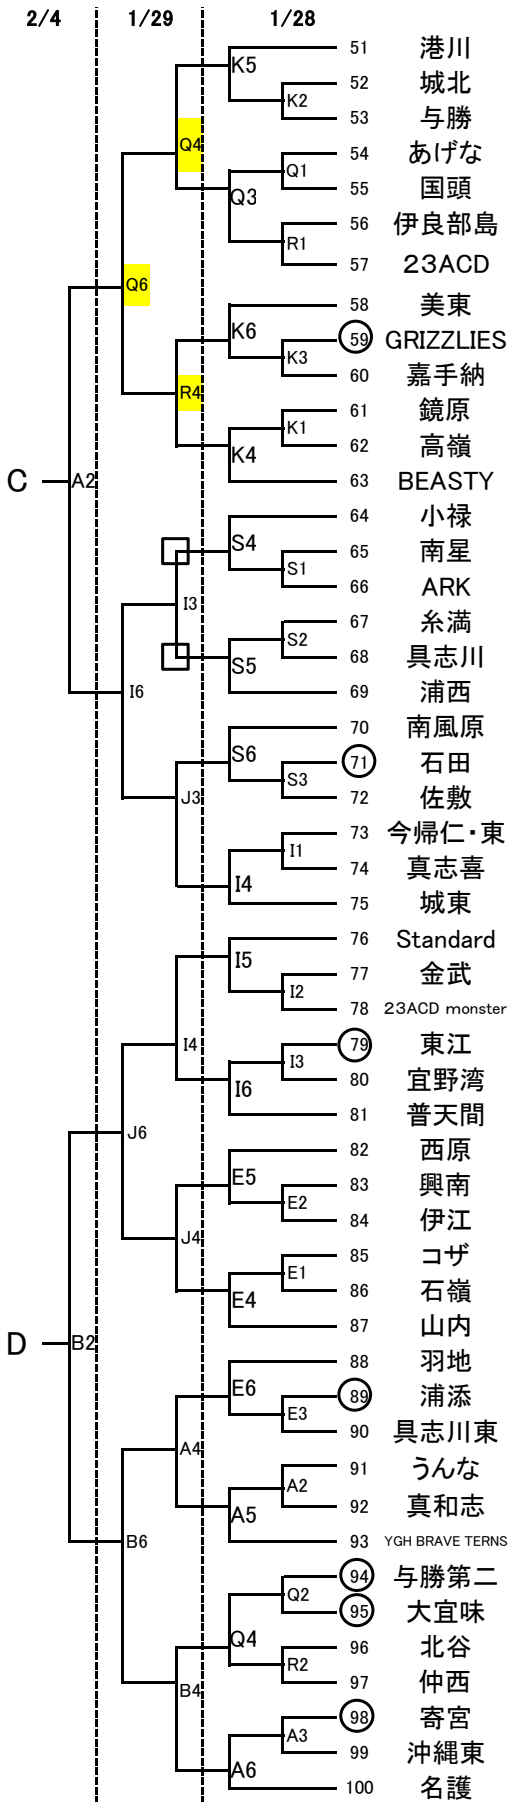 2/4 1/29 1/28
51 港川
K5
52 城北
K2
53 与勝
Q4
54 あげな
Q1
55 国頭
Q3
56 伊良部島
R1
57 23ACD
Q6
58 美東
K6
59 GRIZZLIES
K3
60 嘉手納
R4
61 鏡原
K1
62 高嶺
K4
63 BEASTY
C A2
64 小禄
S4
65 南星
S1
66 ARK
I3
67 糸満
S2
68 具志川
S5
69 浦西
I6
70 南風原
S6
71 石田
S3
72 佐敷
J3
73 今帰仁・東
I1
74 真志喜
I4
75 城東
76 Standard
I5
77 金武
I2
78 23ACD monster
I4
79 東江
I3
80 宜野湾
I6
81 普天間
J6
82 西原
E5
83 興南
E2
84 伊江
J4
85 コザ
E1
86 石嶺
E4
87 山内
D B2
88 羽地
E6
89 浦添
E3
90 具志川東
A4
91 うんな
A2
92 真和志
A5
93 YGH BRAVE TERNS
B6
94 与勝第二
Q2
95 大宜味
Q4
96 北谷
R2
97 仲西
B4
98 寄宮
A3
99 沖縄東
A6
100 名護